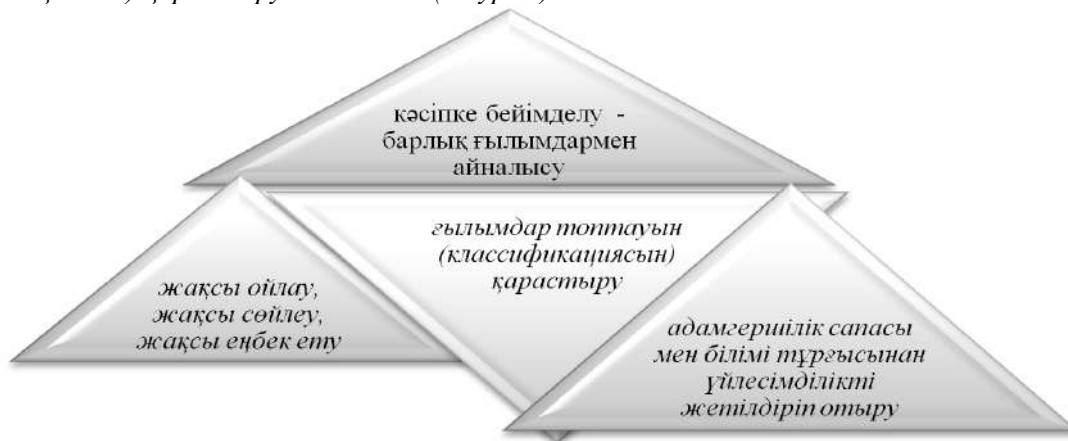 кәсіпке бейімделу -
барлық ғылымдармен
айналысу
ғылымдар топтауын
(классификациясын)
қарастыру
жақсы ойлау,
жақсы сөйлеу,
жақсы еңбек ету
адамгершілік сапасы
мен білімі тұрғысынан
үйлесімділікті
жетілдіріп отыру